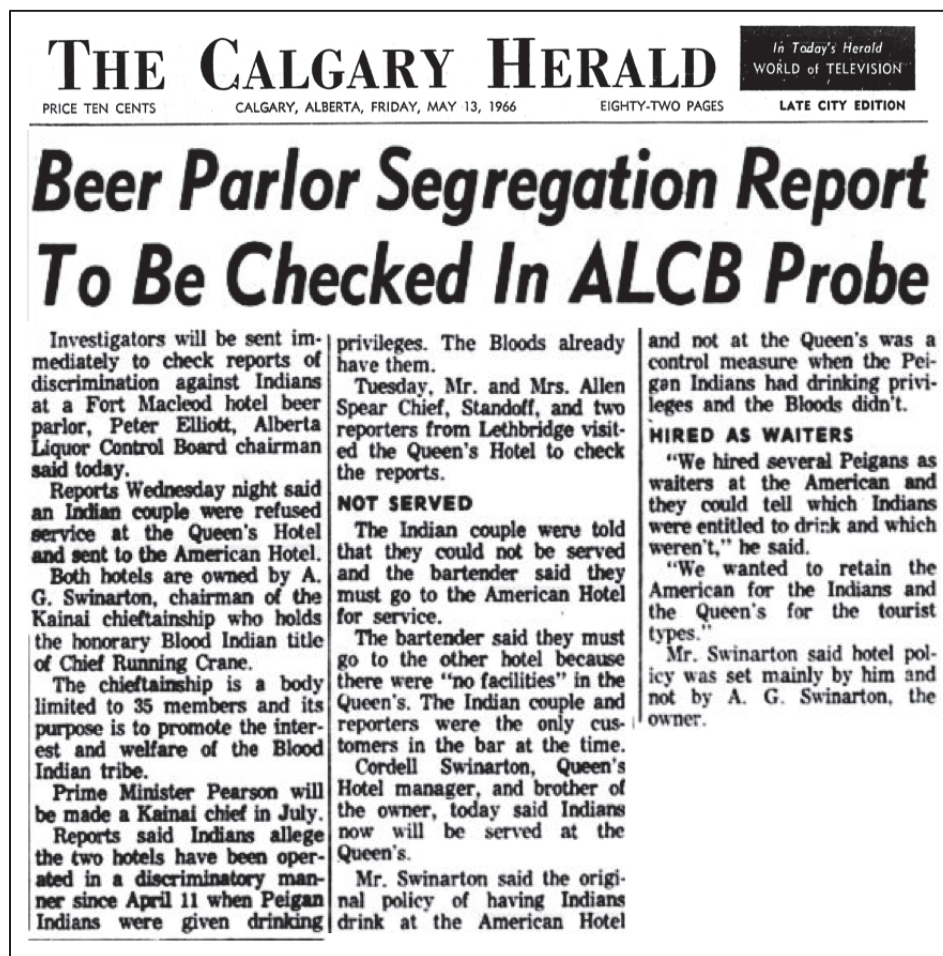 THE CALGARY HERALD
In Today's Herald
WORLD of TELEVISION
PRICE TEN CENTS
CALGARY, ALBERTA, FRIDAY, MAY 13, 1966
EIGHTY-TWO PAGES
LATE CITY EDITION
Beer Parlor Segregation Report
To Be Checked In ALCB Probe
Investigators will be sent im-
mediately to check reports of
discrimination against Indians
at a Fort Macleod hotel beer
parlor, Peter Elliott, Alberta
Liquor Control Board chairman
said today.
Reports Wednesday night said
an Indian couple were refused
service at the Queen's Hotel
and sent to the American Hotel.
Both hotels are owned by A.
G. Swinarton, chairman of the
Kainai chieftainship who holds
the honorary Blood Indian title
of Chief Running Crane.
The chieftainship is a body
limited to 35 members and its
purpose is to promote the inter-
est and welfare of the Blood
Indian tribe.
Prime Minister Pearson will
be made a Kainai chief in July.
Reports said Indians allege
the two hotels have been oper-
ated in a discriminatory man-
ner since April 11 when Peigan
Indians were given drinking
privileges. The Bloods already
have them.
Tuesday, Mr. and Mrs. Allen
Spear Chief, Standoff, and two
reporters from Lethbridge visit-
ed the Queen's Hotel to check
the reports.
NOT SERVED
The Indian couple were told
that they could not be served
and the bartender said they
must go to the American Hotel
for service.
The bartender said they must
go to the other hotel because
there were "no facilities" in the
Queen's. The Indian couple and
reporters were the only cus-
tomers in the bar at the time.
Cordell Swinarton, Queen's
Hotel manager, and brother of
the owner, today said Indians
now will be served at the
Queen's.
Mr. Swinarton said the origi-
nal policy of having Indians
drink at the American Hotel
and not at the Queen's was a
control measure when the Pei-
gan Indians had drinking privi-
leges and the Bloods didn't.
HIRED AS WAITERS
"We hired several Peigans as
waiters at the American and
they could tell which Indians
were entitled to drink and which
weren't," he said.
"We wanted to retain the
American for the Indians and
the Queen's for the tourist
types."
Mr. Swinarton said hotel pol-
icy was set mainly by him and
not by A. G. Swinarton, the
owner.